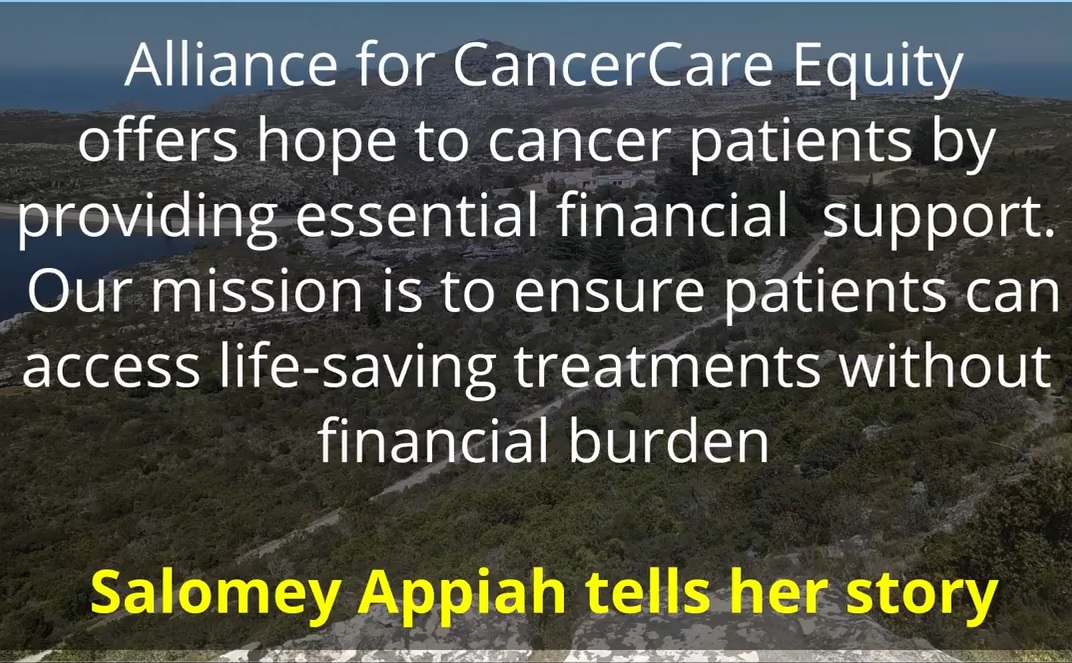 Alliance for CancerCare Equity
offers hope to cancer patients by
providing essential financial  support.
Our mission is to ensure patients can
access life-saving treatments without
financial burden
Salomey Appiah tells her story